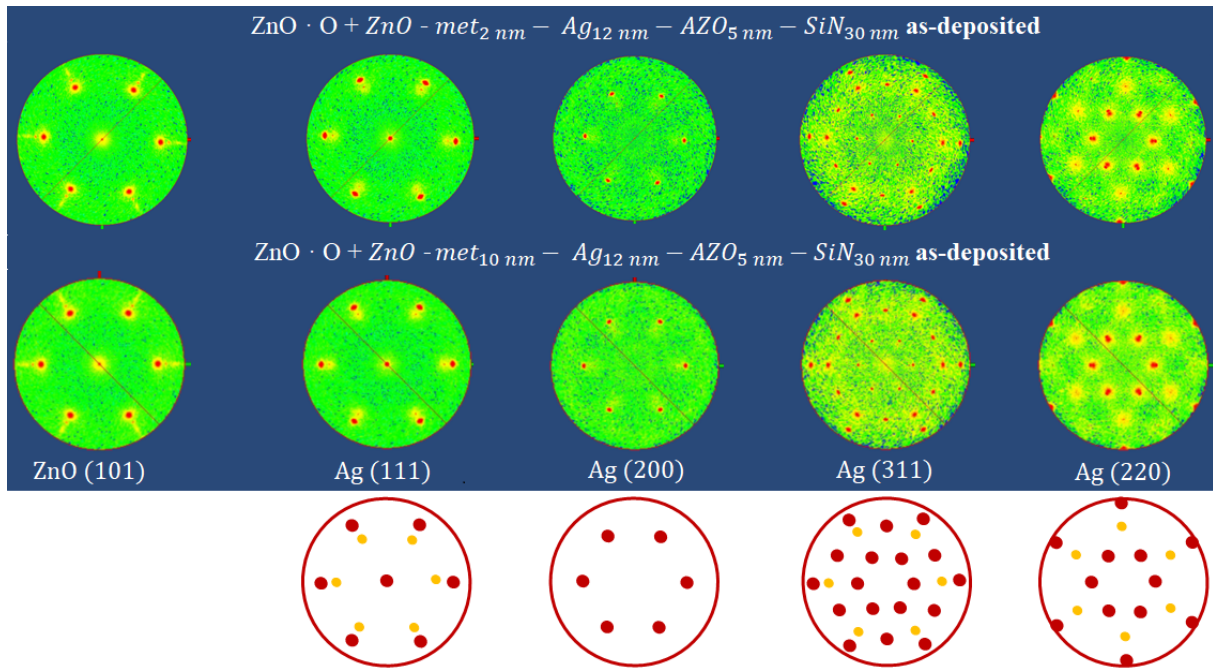 ZnO · O + ZnO - met₂ ₙₘ − Ag₁₂ ₙₘ − AZO₅ ₙₘ − SiN₃₀ ₙₘ as-deposited
ZnO · O + ZnO - met₁₀ ₙₘ − Ag₁₂ ₙₘ − AZO₅ ₙₘ − SiN₃₀ ₙₘ as-deposited
ZnO (101) Ag (111) Ag (200) Ag (311) Ag (220)